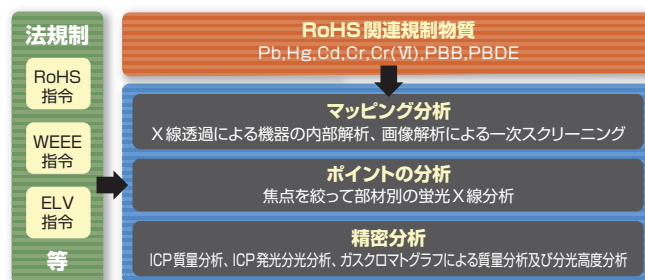 法規制
RoHS
指令
WEEE
指令
ELV
指令
等
RoHS関連規制物質
Pb,Hg,Cd,Cr,Cr(Ⅵ),PBB,PBDE
マッピング分析
X線透過による機器の内部解析、画像解析による一次スクリーニング
ポイントの分析
焦点を絞って部材別の蛍光X線分析
精密分析
ICP質量分析、ICP発光分光分析、ガスクロマトグラフによる質量分析及び分光高度分析